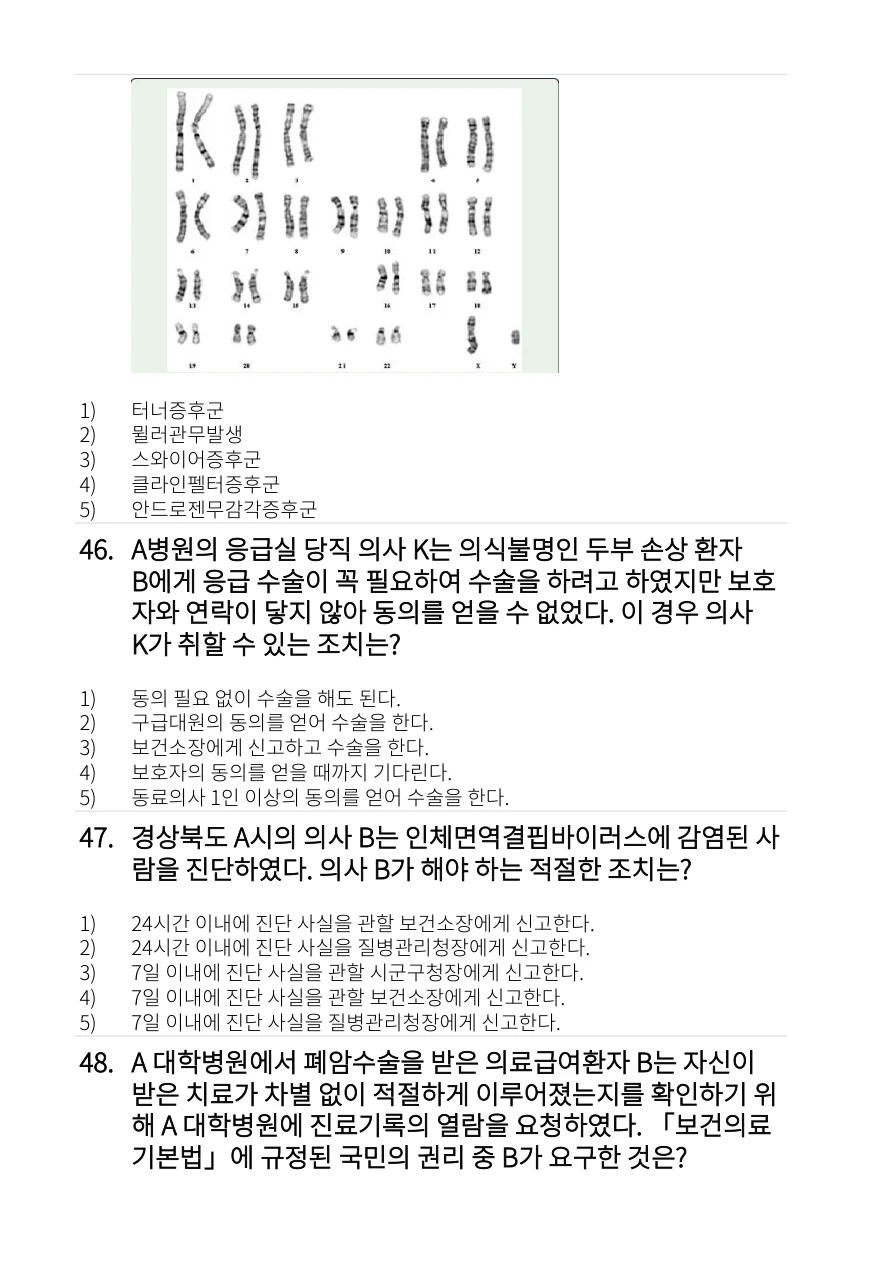 1 2 3 4 5
6 7 8 9 10 11 12
13 14 15 16 17 18
19 20 21 22 X Y
1) 터너증후군
2) 뮐러관무발생
3) 스와이어증후군
4) 클라인펠터증후군
5) 안드로젠무감각증후군
46. A병원의 응급실 당직 의사 K는 의식불명인 두부 손상 환자
B에게 응급 수술이 꼭 필요하여 수술을 하려고 하였지만 보호
자와 연락이 닿지 않아 동의를 얻을 수 없었다. 이 경우 의사
K가 취할 수 있는 조치는?
1) 동의 필요 없이 수술을 해도 된다.
2) 구급대원의 동의를 얻어 수술을 한다.
3) 보건소장에게 신고하고 수술을 한다.
4) 보호자의 동의를 얻을 때까지 기다린다.
5) 동료의사 1인 이상의 동의를 얻어 수술을 한다.
47. 경상북도 A시의 의사 B는 인체면역결핍바이러스에 감염된 사
람을 진단하였다. 의사 B가 해야 하는 적절한 조치는?
1) 24시간 이내에 진단 사실을 관할 보건소장에게 신고한다.
2) 24시간 이내에 진단 사실을 질병관리청장에게 신고한다.
3) 7일 이내에 진단 사실을 관할 시군구청장에게 신고한다.
4) 7일 이내에 진단 사실을 관할 보건소장에게 신고한다.
5) 7일 이내에 진단 사실을 질병관리청장에게 신고한다.
48. A 대학병원에서 폐암수술을 받은 의료급여환자 B는 자신이
받은 치료가 차별 없이 적절하게 이루어졌는지를 확인하기 위
해 A 대학병원에 진료기록의 열람을 요청하였다. 「보건의료
기본법」에 규정된 국민의 권리 중 B가 요구한 것은?